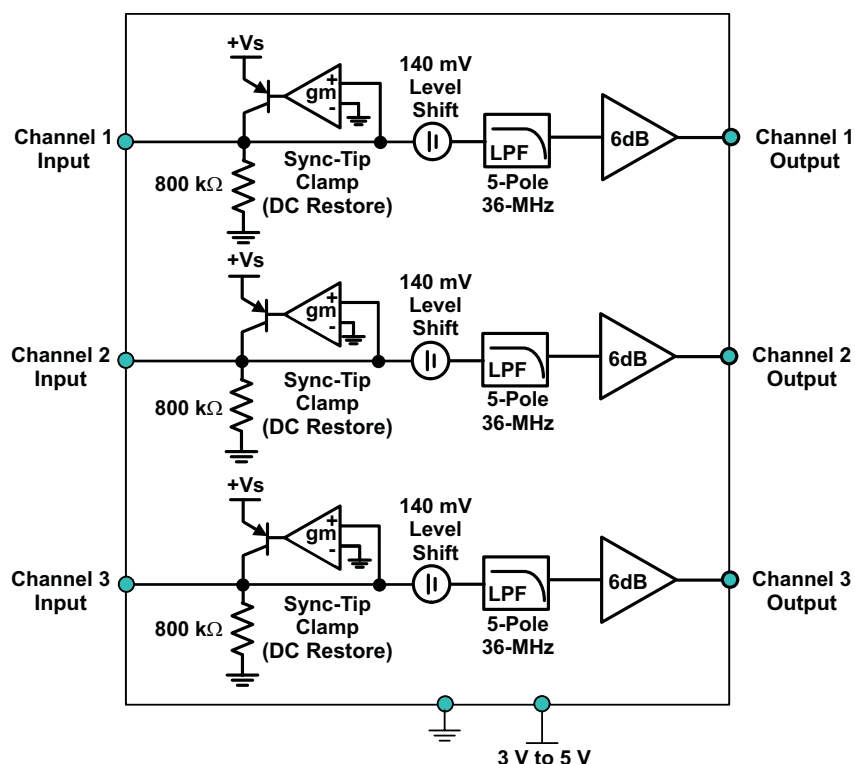 +Vs
140 mV
Level
Shift
gm
+
-
Channel 1
Input
800 kΩ
Sync-Tip
Clamp
(DC Restore)
LPF
5-Pole
36-MHz
6dB
Channel 1
Output
+Vs
140 mV
Level
Shift
gm
+
-
Channel 2
Input
800 kΩ
Sync-Tip
Clamp
(DC Restore)
LPF
5-Pole
36-MHz
6dB
Channel 2
Output
+Vs
140 mV
Level
Shift
gm
+
-
Channel 3
Input
800 kΩ
Sync-Tip
Clamp
(DC Restore)
LPF
5-Pole
36-MHz
6dB
Channel 3
Output
3 V to 5 V